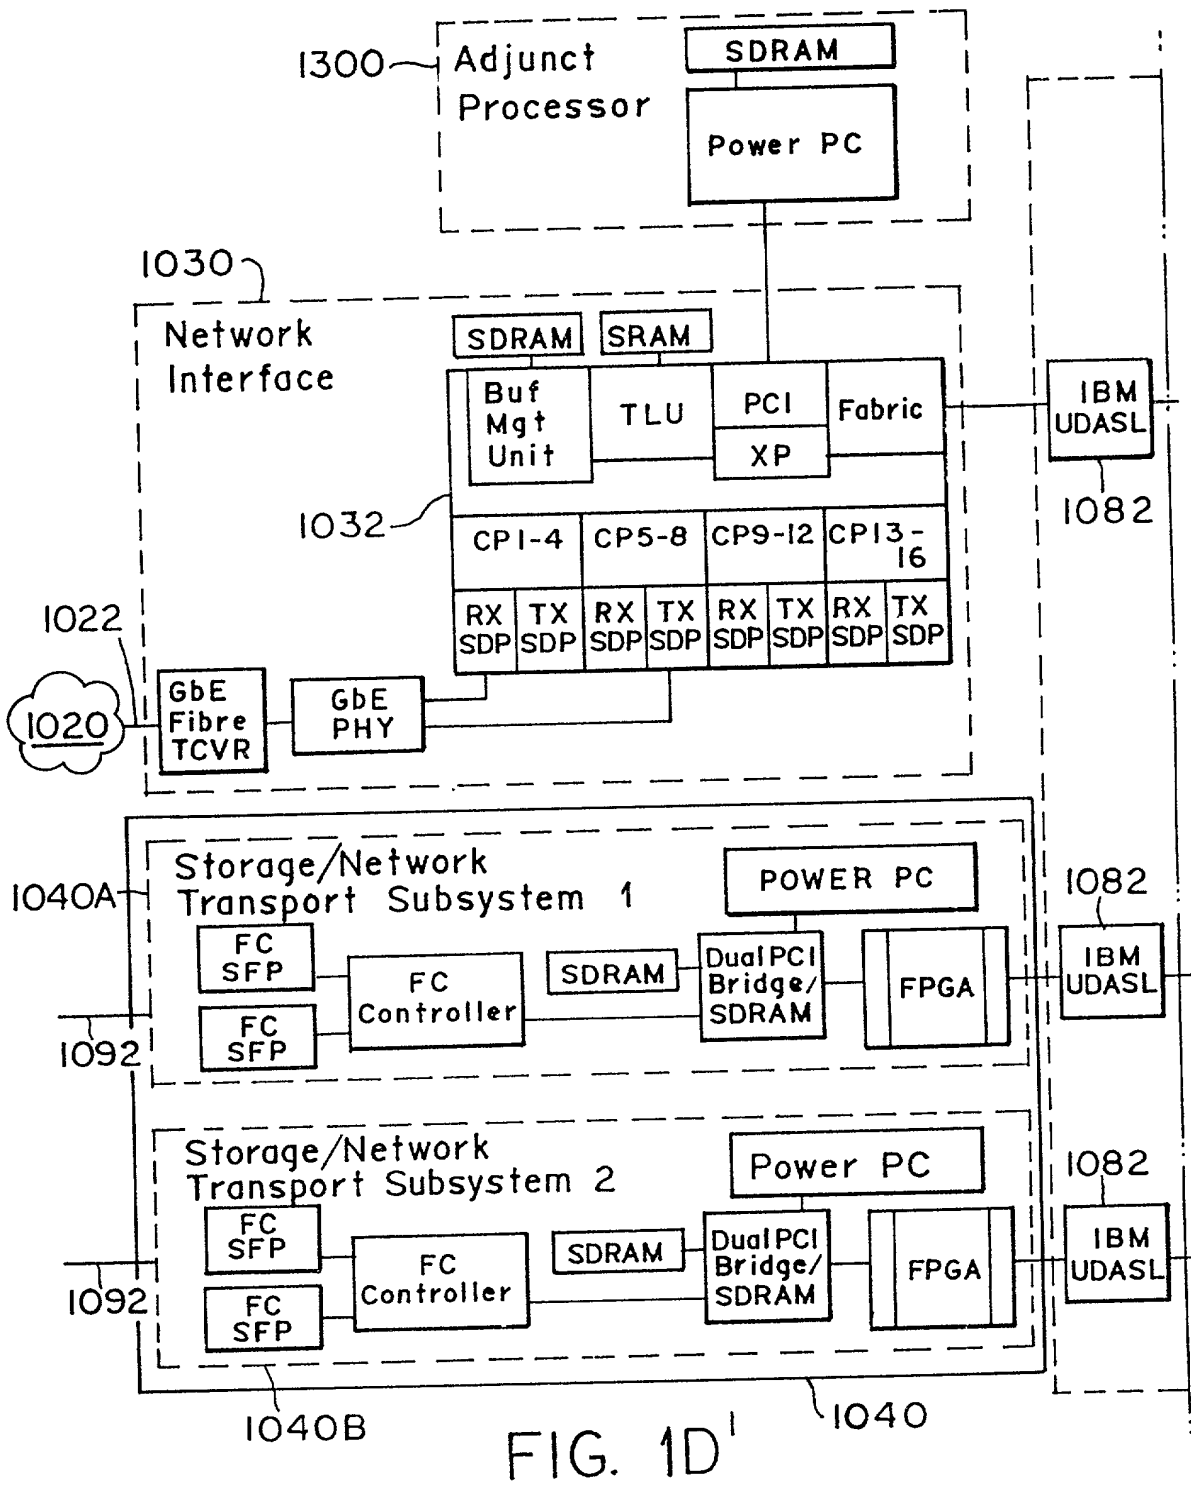 SDRAM
1300
Adjunct
Processor
Power PC
1030
Network
Interface
SDRAM
SRAM
Buf
Mgt
Unit
TLU
PCI
XP
Fabric
IBM
UDASL
1082
1032
CP1-4
CP5-8
CP9-12
CP13-
16
RX
SDP
TX
SDP
RX
SDP
TX
SDP
RX
SDP
TX
SDP
RX
SDP
TX
SDP
1022
1020
GbE
Fibre
TCVR
GbE
PHY
1040A
Storage/Network
Transport Subsystem 1
POWER PC
1082
FC
SFP
FC
Controller
SDRAM
Dual PCI
Bridge/
SDRAM
FPGA
IBM
UDASL
FC
SFP
1092
Storage/Network
Transport Subsystem 2
Power PC
1082
FC
SFP
FC
Controller
SDRAM
Dual PCI
Bridge/
SDRAM
FPGA
IBM
UDASL
FC
SFP
1092
1040B
1040
FIG. 1D'